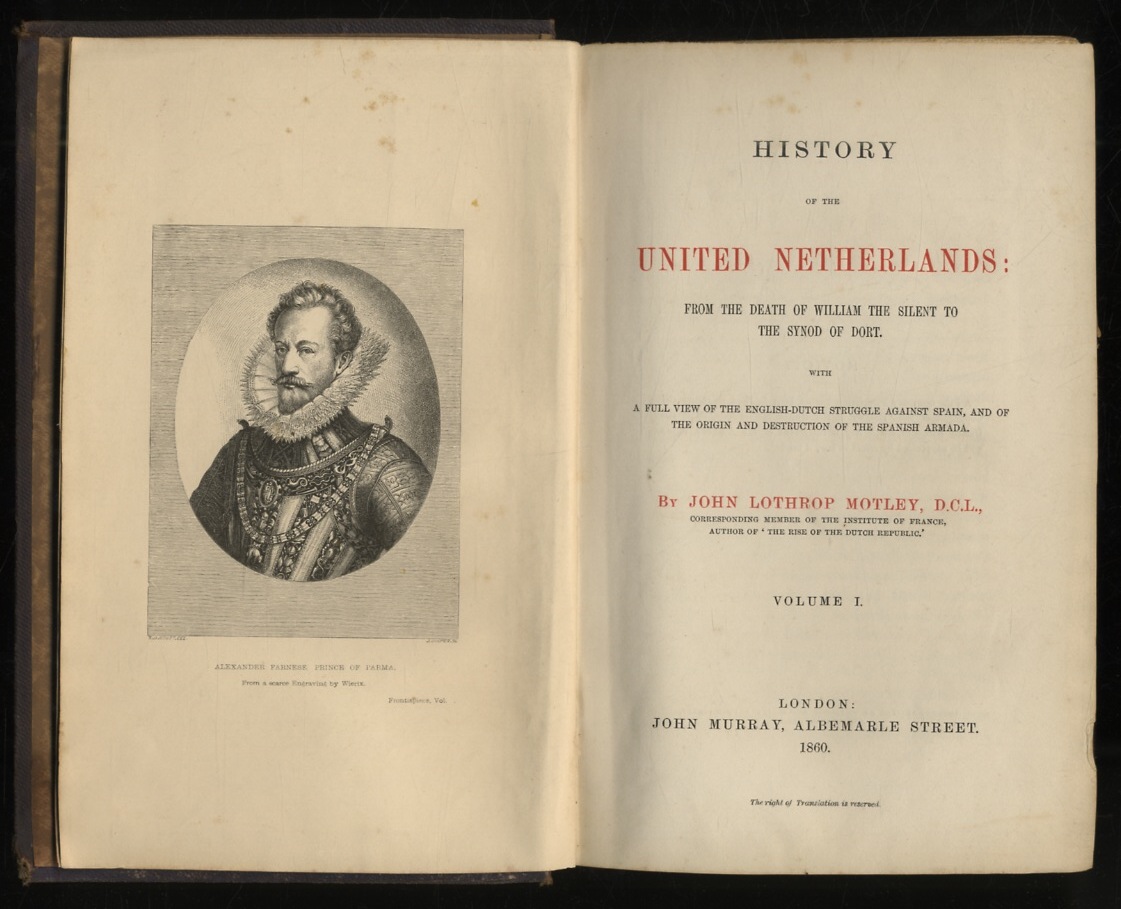 ALEXANDER FARNESE PRINCE OF PARMA.
From a scarce Engraving by Wierix.
Frontispiece, Vol.
HISTORY
OF THE
UNITED NETHERLANDS:
FROM THE DEATH OF WILLIAM THE SILENT TO
THE SYNOD OF DORT.
WITH
A FULL VIEW OF THE ENGLISH-DUTCH STRUGGLE AGAINST SPAIN, AND OF
THE ORIGIN AND DESTRUCTION OF THE SPANISH ARMADA.
BY JOHN LOTHROP MOTLEY, D.C.L.,
CORRESPONDING MEMBER OF THE INSTITUTE OF FRANCE,
AUTHOR OF ‘ THE RISE OF THE DUTCH REPUBLIC.’
VOLUME I.
LONDON:
JOHN MURRAY, ALBEMARLE STREET.
1860.
The right of Translation is reserved.